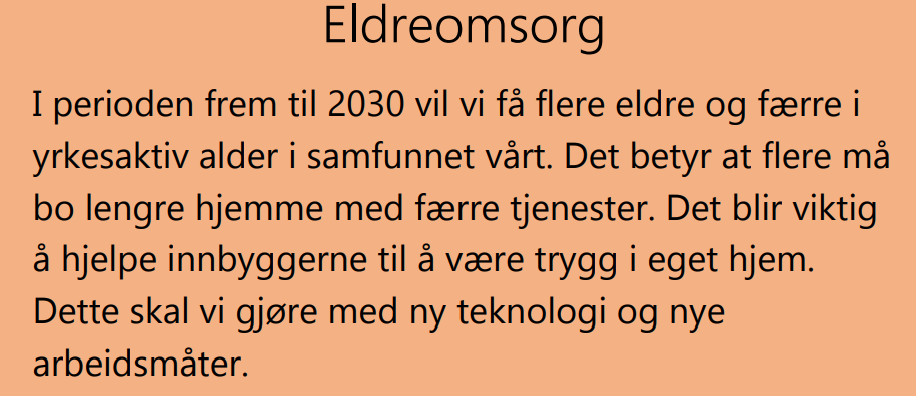 Eldreomsorg
I perioden frem til 2030 vil vi få flere eldre og færre i
yrkesaktiv alder i samfunnet vårt. Det betyr at flere må
bo lengre hjemme med færre tjenester. Det blir viktig
å hjelpe innbyggerne til å være trygg i eget hjem.
Dette skal vi gjøre med ny teknologi og nye
arbeidsmåter.